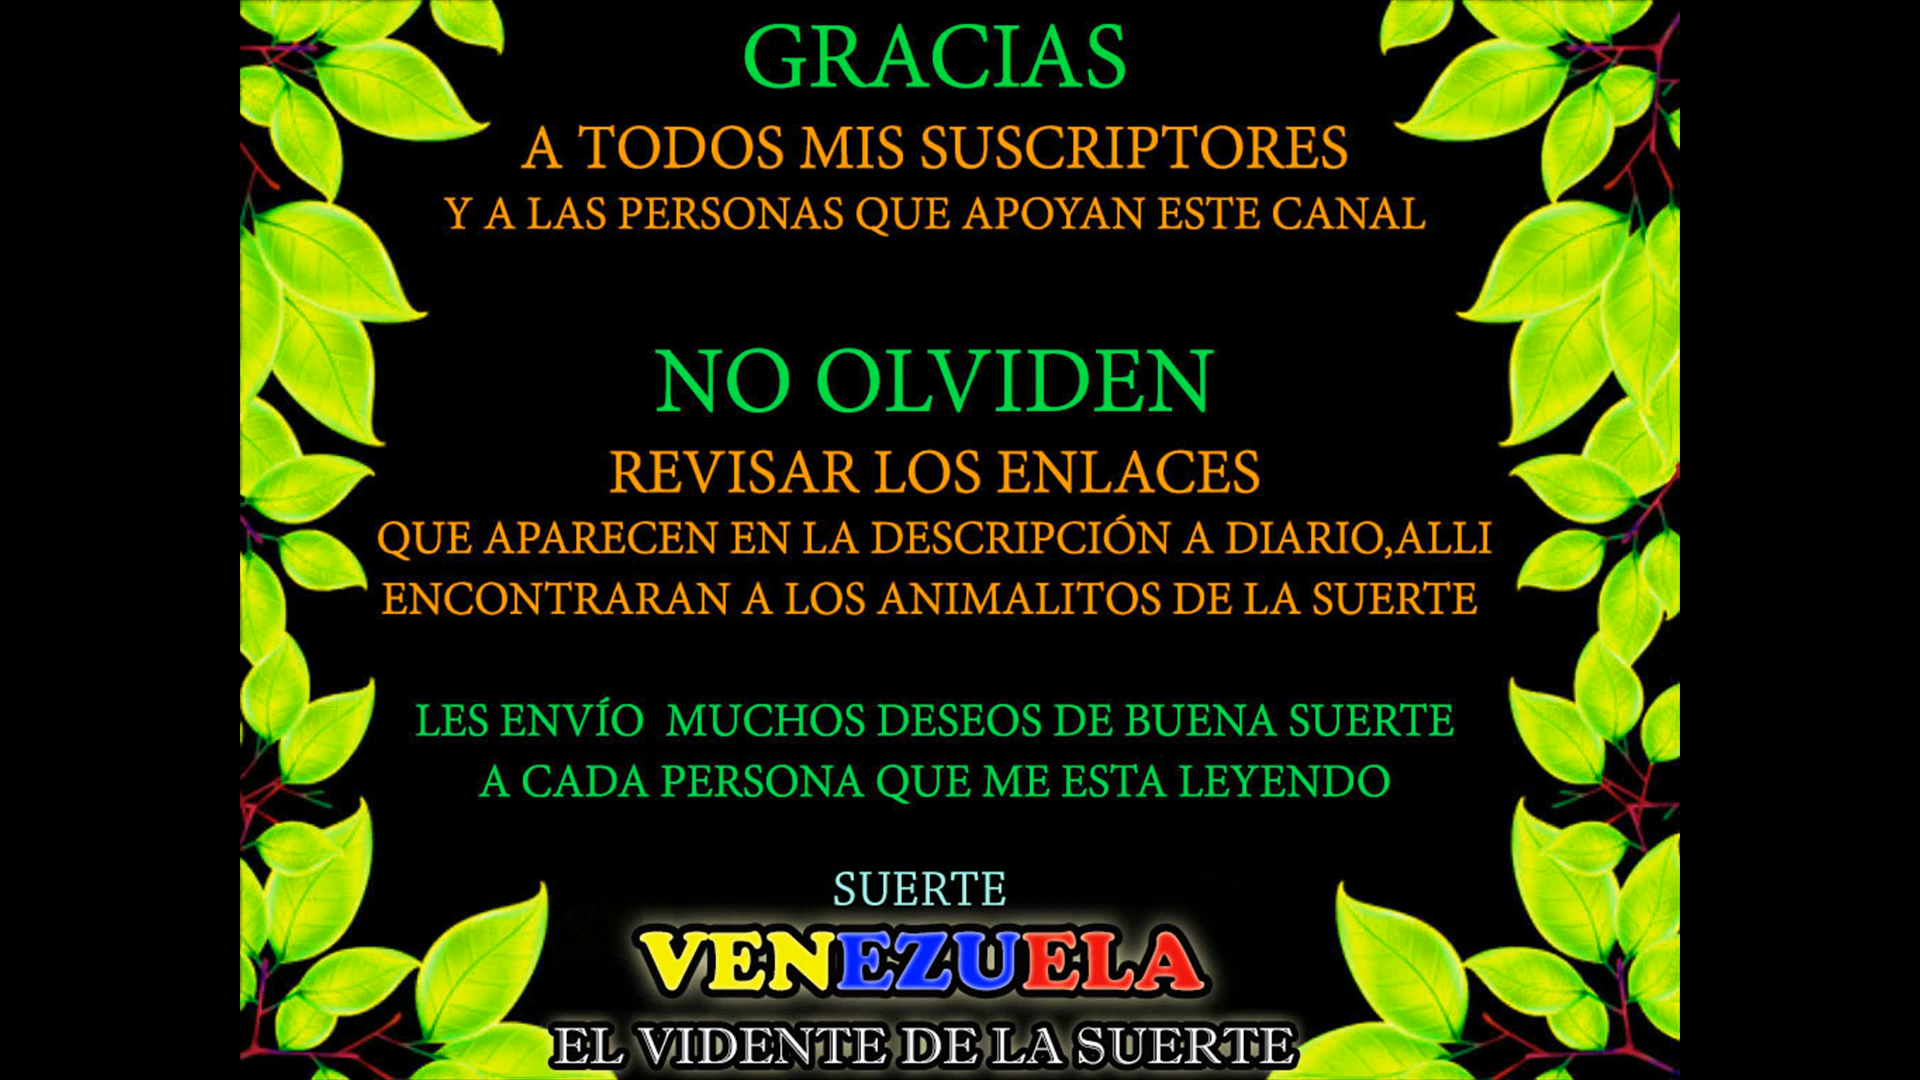 GRACIAS
A TODOS MIS SUSCRIPTORES
Y A LAS PERSONAS QUE APOYAN ESTE CANAL
NO OLVIDEN
REVISAR LOS ENLACES
QUE APARECEN EN LA DESCRIPCIÓN A DIARIO,ALLI
ENCONTRARAN A LOS ANIMALITOS DE LA SUERTE
LES ENVÍO MUCHOS DESEOS DE BUENA SUERTE
A CADA PERSONA QUE ME ESTA LEYENDO
SUERTE
VENEZUELA
EL VIDENTE DE LA SUERTE